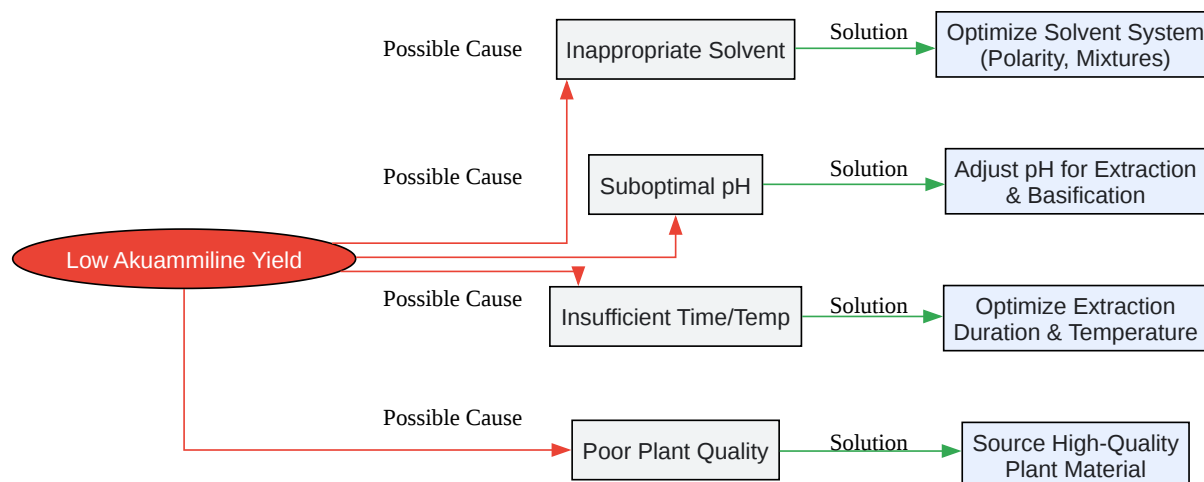 Possible Cause
Inappropriate Solvent
Solution
Optimize Solvent System
(Polarity, Mixtures)
Possible Cause
Suboptimal pH
Solution
Adjust pH for Extraction
& Basification
Low Akuammiline Yield
Possible Cause
Insufficient Time/Temp
Solution
Optimize Extraction
Duration & Temperature
Possible Cause
Poor Plant Quality
Solution
Source High-Quality
Plant Material